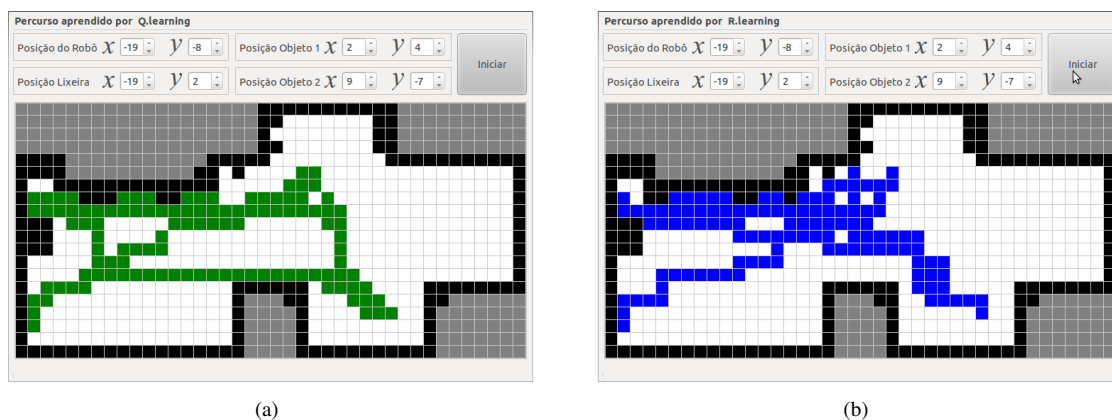 Percurso aprendido por Q.learning
Posição do Robô x -19 y -8 Posição Objeto 1 x 2 y 4
Iniciar
Posição Lixeira x -19 y 2 Posição Objeto 2 x 9 y -7
(a)
Percurso aprendido por R.learning
Posição do Robô x -19 y -8 Posição Objeto 1 x 2 y 4
Iniciar
Posição Lixeira x -19 y 2 Posição Objeto 2 x 9 y -7
(b)